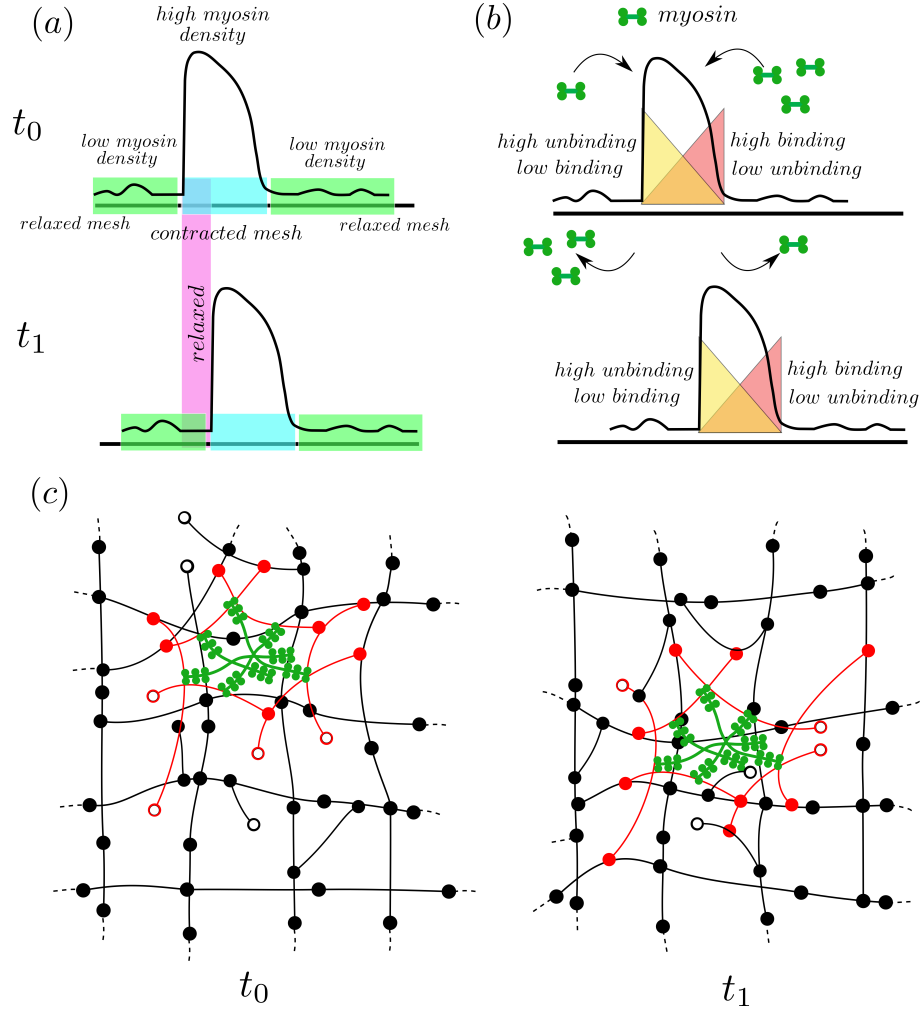 (a)
high myosin
density
t0
low myosin
density
low myosin
density
relaxed mesh
contracted mesh
relaxed mesh
relaxed
t1
(b)
myosin
high unbinding
low binding
high binding
low unbinding
high unbinding
low binding
high binding
low unbinding
(c)
t0
t1